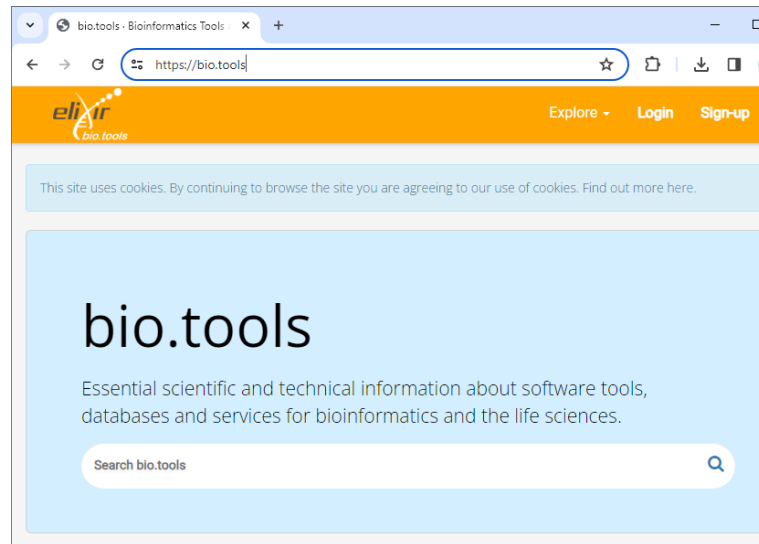 bio.tools · Bioinformatics Tools
https://bio.tools
elixir
bio.tools
Explore
Login
Sign-up
This site uses cookies. By continuing to browse the site you are agreeing to our use of cookies. Find out more here.
bio.tools
Essential scientific and technical information about software tools,
databases and services for bioinformatics and the life sciences.
Search bio.tools